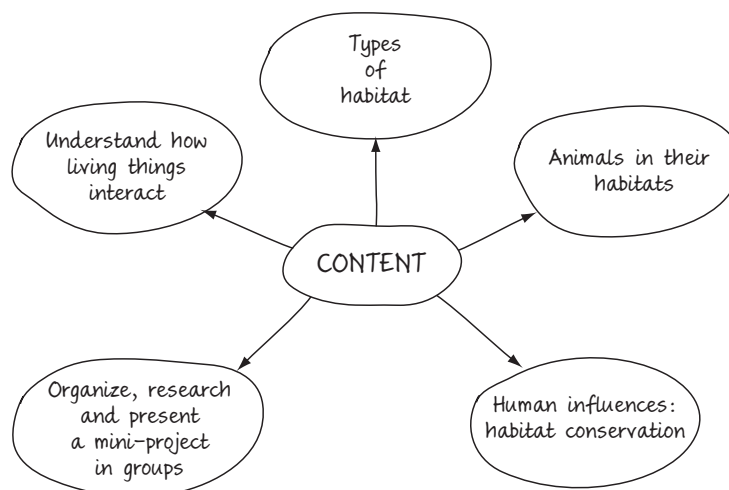 Types
of
habitat
Understand how
living things
interact
Animals in their
habitats
CONTENT
Organize, research
and present
a mini-project
in groups
Human influences:
habitat conservation